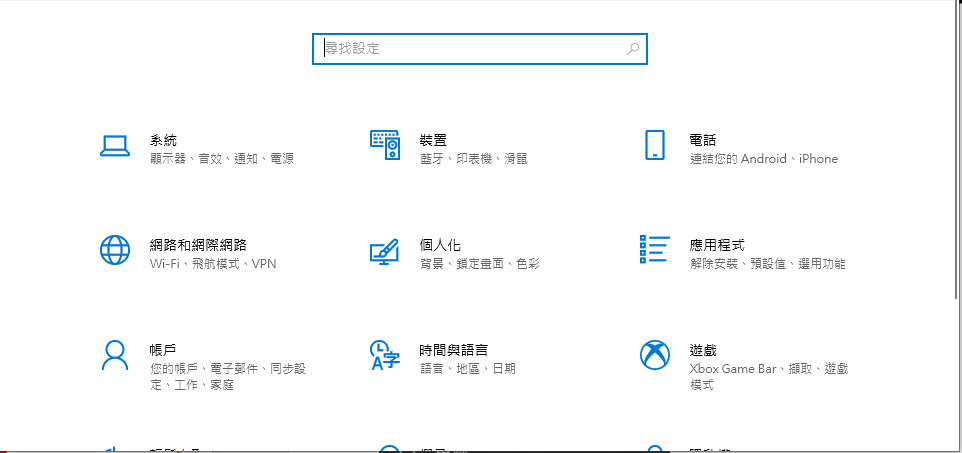 尋找設定
系統
顯示器、音效、通知、電源
裝置
藍牙、印表機、滑鼠
電話
連結您的 Android、iPhone
網路和網際網路
Wi-Fi、飛航模式、VPN
個人化
背景、鎖定畫面、色彩
應用程式
解除安裝、預設值、選用功能
帳戶
您的帳戶、電子郵件、同步設
定、工作、家庭
時間與語言
語音、地區、日期
遊戲
Xbox Game Bar、擷取、遊戲
模式